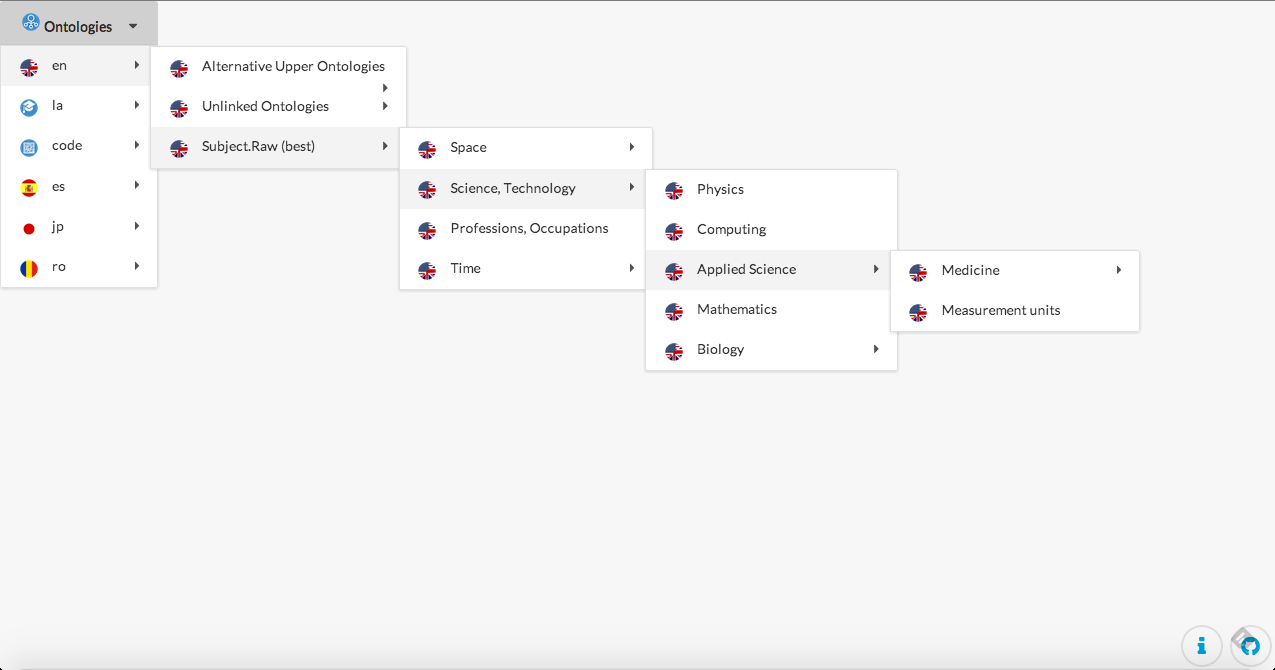 Ontologies
en
la
code
es
jp
ro
Alternative Upper Ontologies
Unlinked Ontologies
Subject.Raw (best)
Space
Science, Technology
Professions, Occupations
Time
Physics
Computing
Applied Science
Mathematics
Biology
Medicine
Measurement units
i